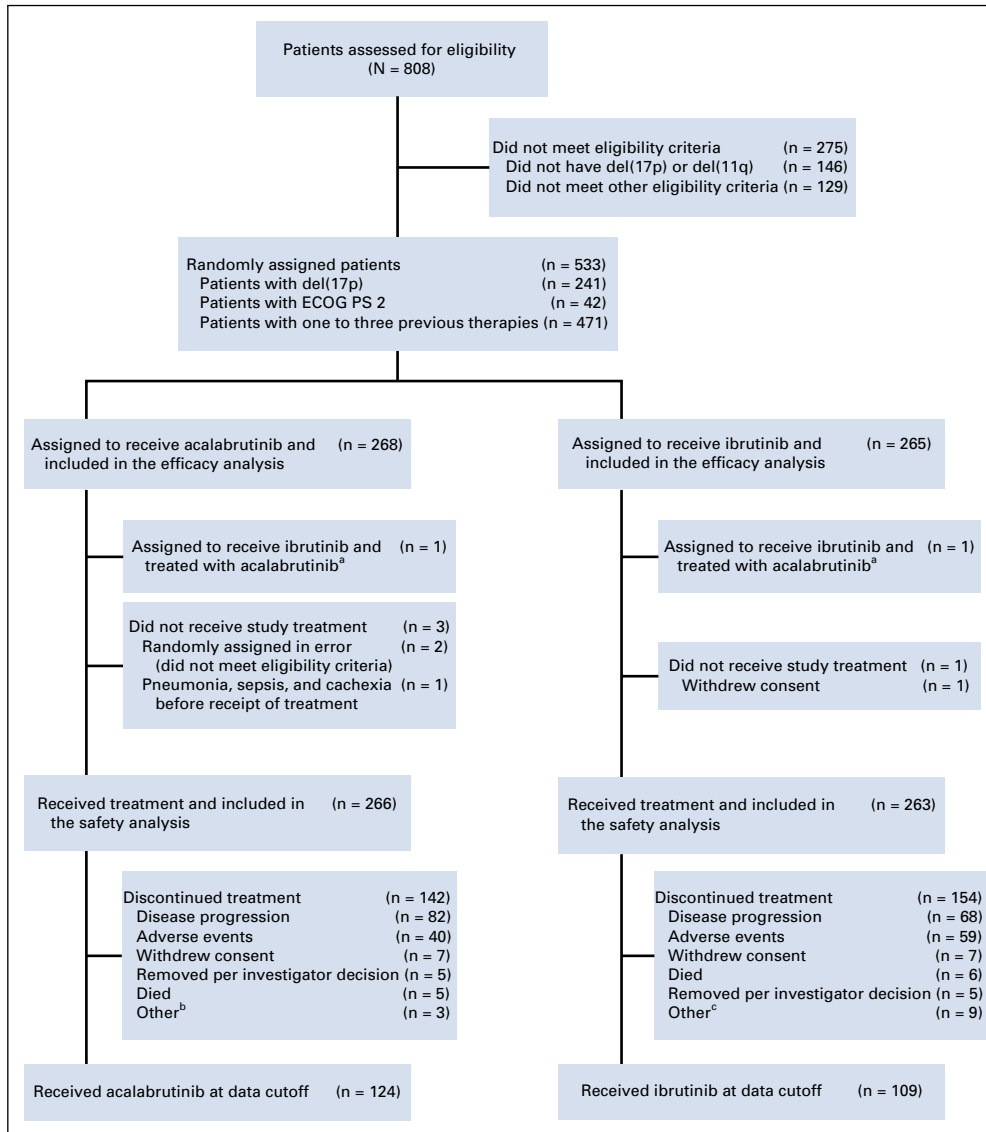 Patients assessed for eligibility
(N = 808)
Did not meet eligibility criteria (n = 275)
Did not have del(17p) or del(11q) (n = 146)
Did not meet other eligibility criteria (n = 129)
Randomly assigned patients (n = 533)
Patients with del(17p) (n = 241)
Patients with ECOG PS 2 (n = 42)
Patients with one to three previous therapies (n = 471)
Assigned to receive acalabrutinib and (n = 268)
included in the efficacy analysis
Assigned to receive ibrutinib and (n = 265)
included in the efficacy analysis
Assigned to receive ibrutinib and (n = 1)
treated with acalabrutinibᵃ
Assigned to receive ibrutinib and (n = 1)
treated with acalabrutinibᵃ
Did not receive study treatment (n = 3)
Randomly assigned in error (n = 2)
(did not meet eligibility criteria)
Pneumonia, sepsis, and cachexia (n = 1)
before receipt of treatment
Did not receive study treatment (n = 1)
Withdrew consent (n = 1)
Received treatment and included in (n = 266)
the safety analysis
Received treatment and included in (n = 263)
the safety analysis
Discontinued treatment (n = 142)
Disease progression (n = 82)
Adverse events (n = 40)
Withdrew consent (n = 7)
Removed per investigator decision (n = 5)
Died (n = 5)
Otherᵇ (n = 3)
Discontinued treatment (n = 154)
Disease progression (n = 68)
Adverse events (n = 59)
Withdrew consent (n = 7)
Died (n = 6)
Removed per investigator decision (n = 5)
Otherᶜ (n = 9)
Received acalabrutinib at data cutoff (n = 124)
Received ibrutinib at data cutoff (n = 109)